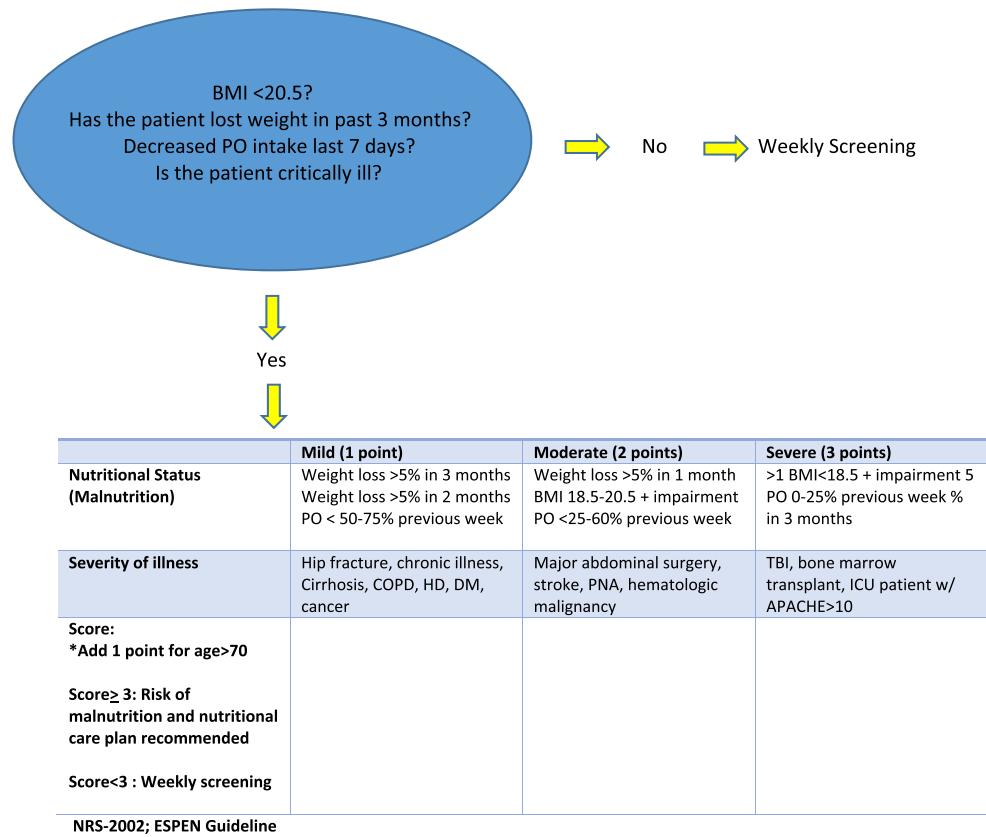 BMI <20.5?
Has the patient lost weight in past 3 months?
Decreased PO intake last 7 days?
Is the patient critically ill?
No
Weekly Screening
Yes
Mild (1 point)
Moderate (2 points)
Severe (3 points)
Nutritional Status
(Malnutrition)
Weight loss >5% in 3 months
Weight loss >5% in 2 months
PO < 50-75% previous week
Weight loss >5% in 1 month
BMI 18.5-20.5 + impairment
PO <25-60% previous week
>1 BMI<18.5 + impairment 5
PO 0-25% previous week %
in 3 months
Severity of illness
Hip fracture, chronic illness,
Cirrhosis, COPD, HD, DM,
cancer
Major abdominal surgery,
stroke, PNA, hematologic
malignancy
TBI, bone marrow
transplant, ICU patient w/
APACHE>10
Score:
*Add 1 point for age>70
Score≥ 3: Risk of
malnutrition and nutritional
care plan recommended
Score<3 : Weekly screening
NRS-2002; ESPEN Guideline